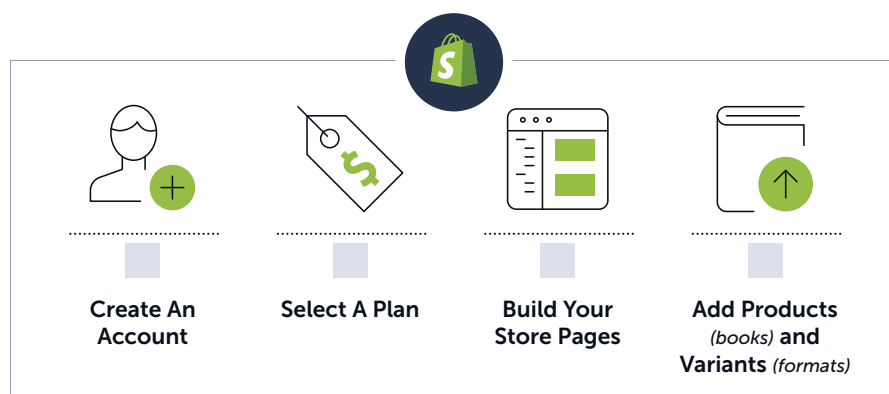 S
$
Create An
Account
Select A Plan
Build Your
Store Pages
Add Products
(books) and
Variants (formats)